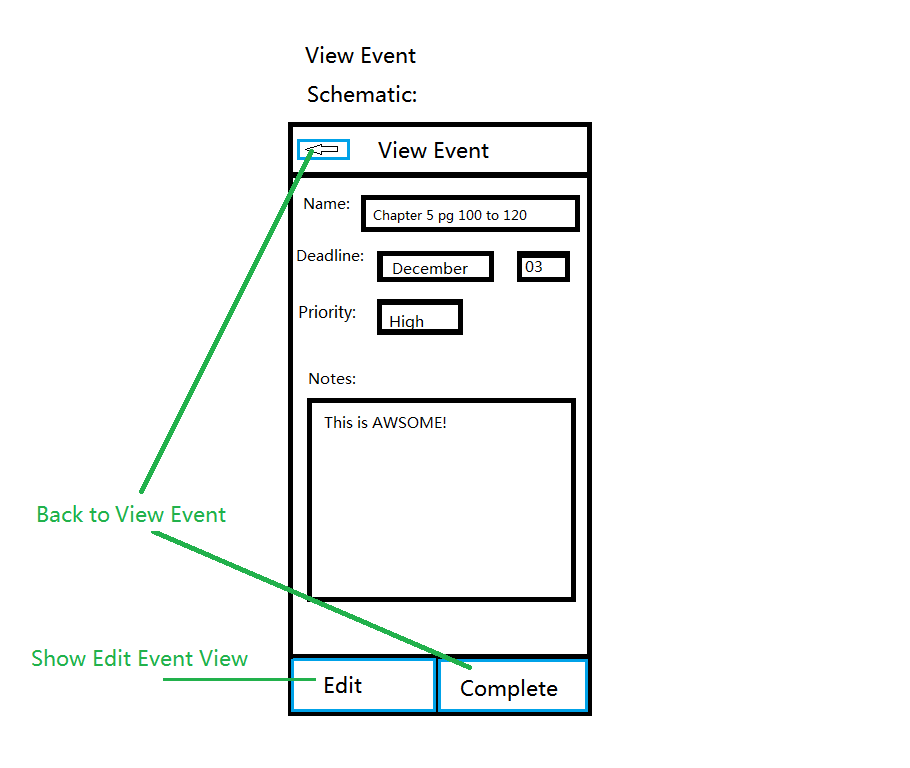 View Event
Schematic:
View Event
Name: Chapter 5 pg 100 to 120
Deadline: December 03
Priority: High
Notes:
This is AWSOME!
Back to View Event
Show Edit Event View
Edit Complete